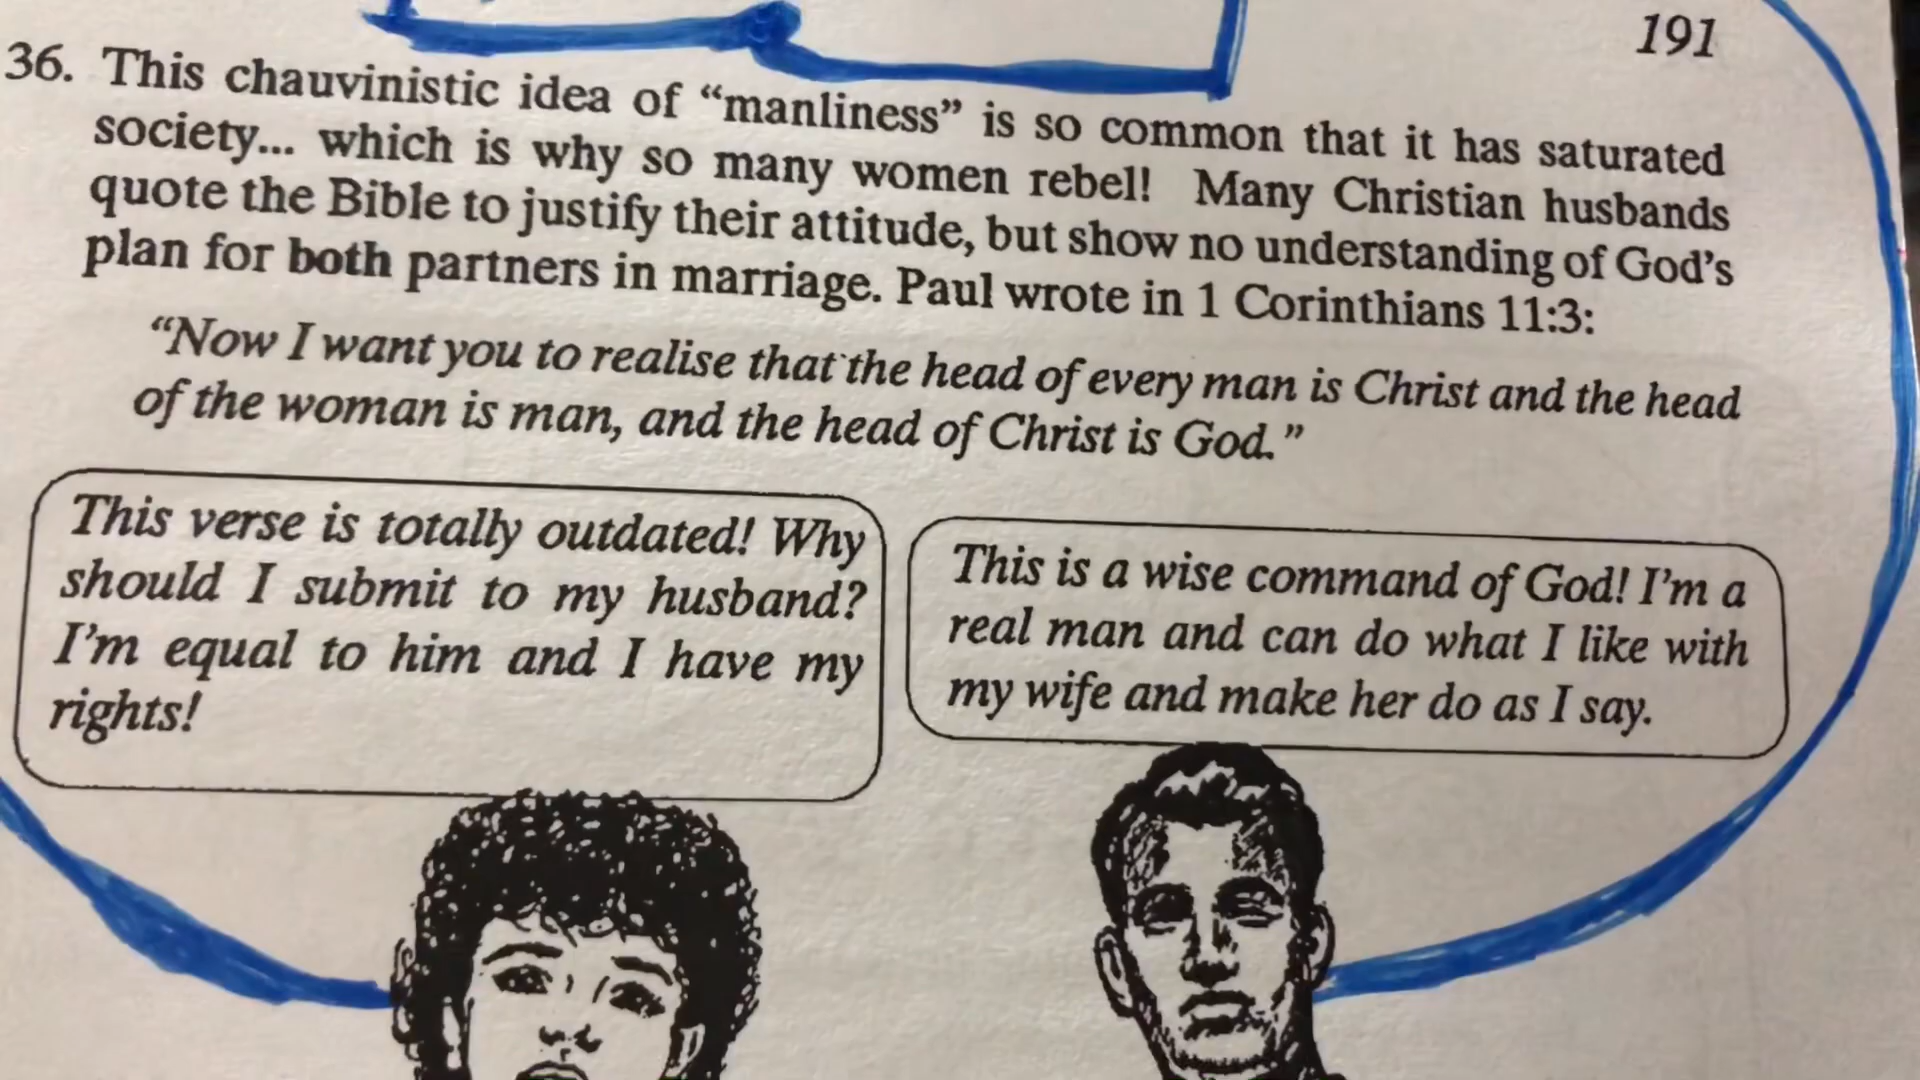 191
36. This chauvinistic idea of “manliness” is so common that it has saturated
society... which is why so many women rebel! Many Christian husbands
quote the Bible to justify their attitude, but show no understanding of God’s
plan for both partners in marriage. Paul wrote in 1 Corinthians 11:3:
“Now I want you to realise that the head of every man is Christ and the head
of the woman is man, and the head of Christ is God.”
This verse is totally outdated! Why
should I submit to my husband?
I’m equal to him and I have my
rights!
This is a wise command of God! I’m a
real man and can do what I like with
my wife and make her do as I say.